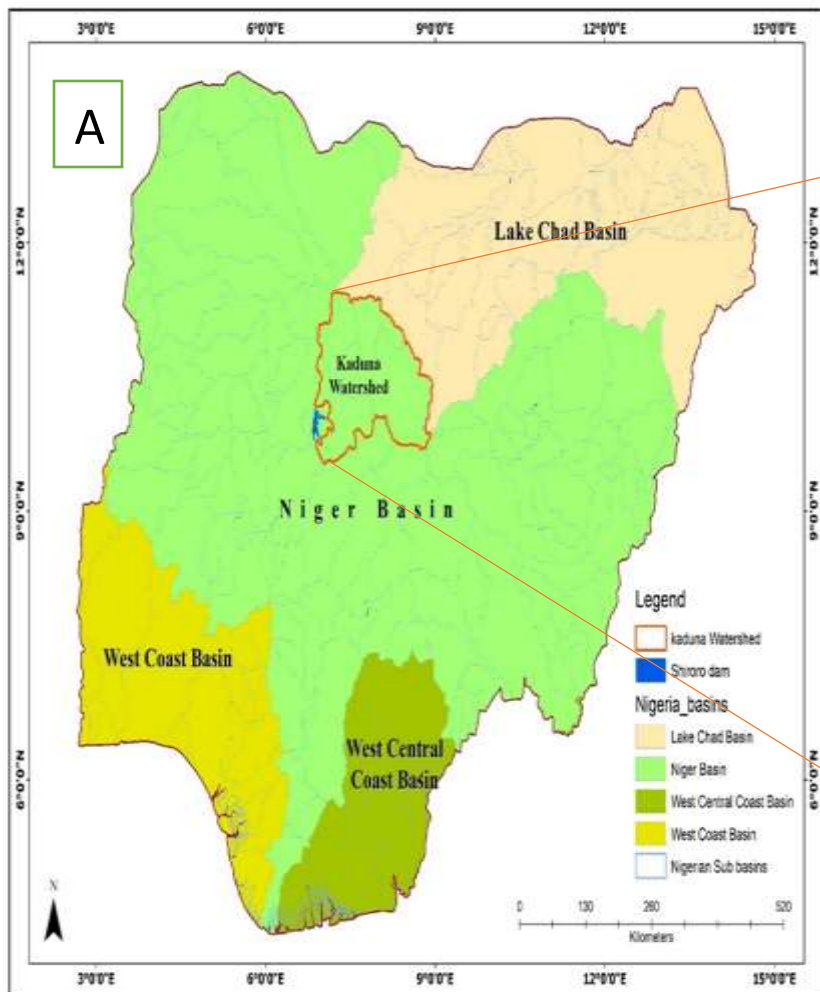 3°0'0"E 6°0'0"E 9°0'0"E 12°0'0"E 15°0'0"E
A
12°0'0"N
12°0'0"N
Lake Chad Basin
Kaduna
Watershed
9°0'0"N
9°0'0"N
Niger Basin
Legend
kaduna Watershed
Shiroro dam
Nigeria_basins
Lake Chad Basin
Niger Basin
West Central Coast Basin
West Coast Basin
Nigerian Sub basins
West Coast Basin
West Central
Coast Basin
6°0'0"N
6°0'0"N
N
0 130 260 520
Kilometers
3°0'0"E 6°0'0"E 9°0'0"E 12°0'0"E 15°0'0"E